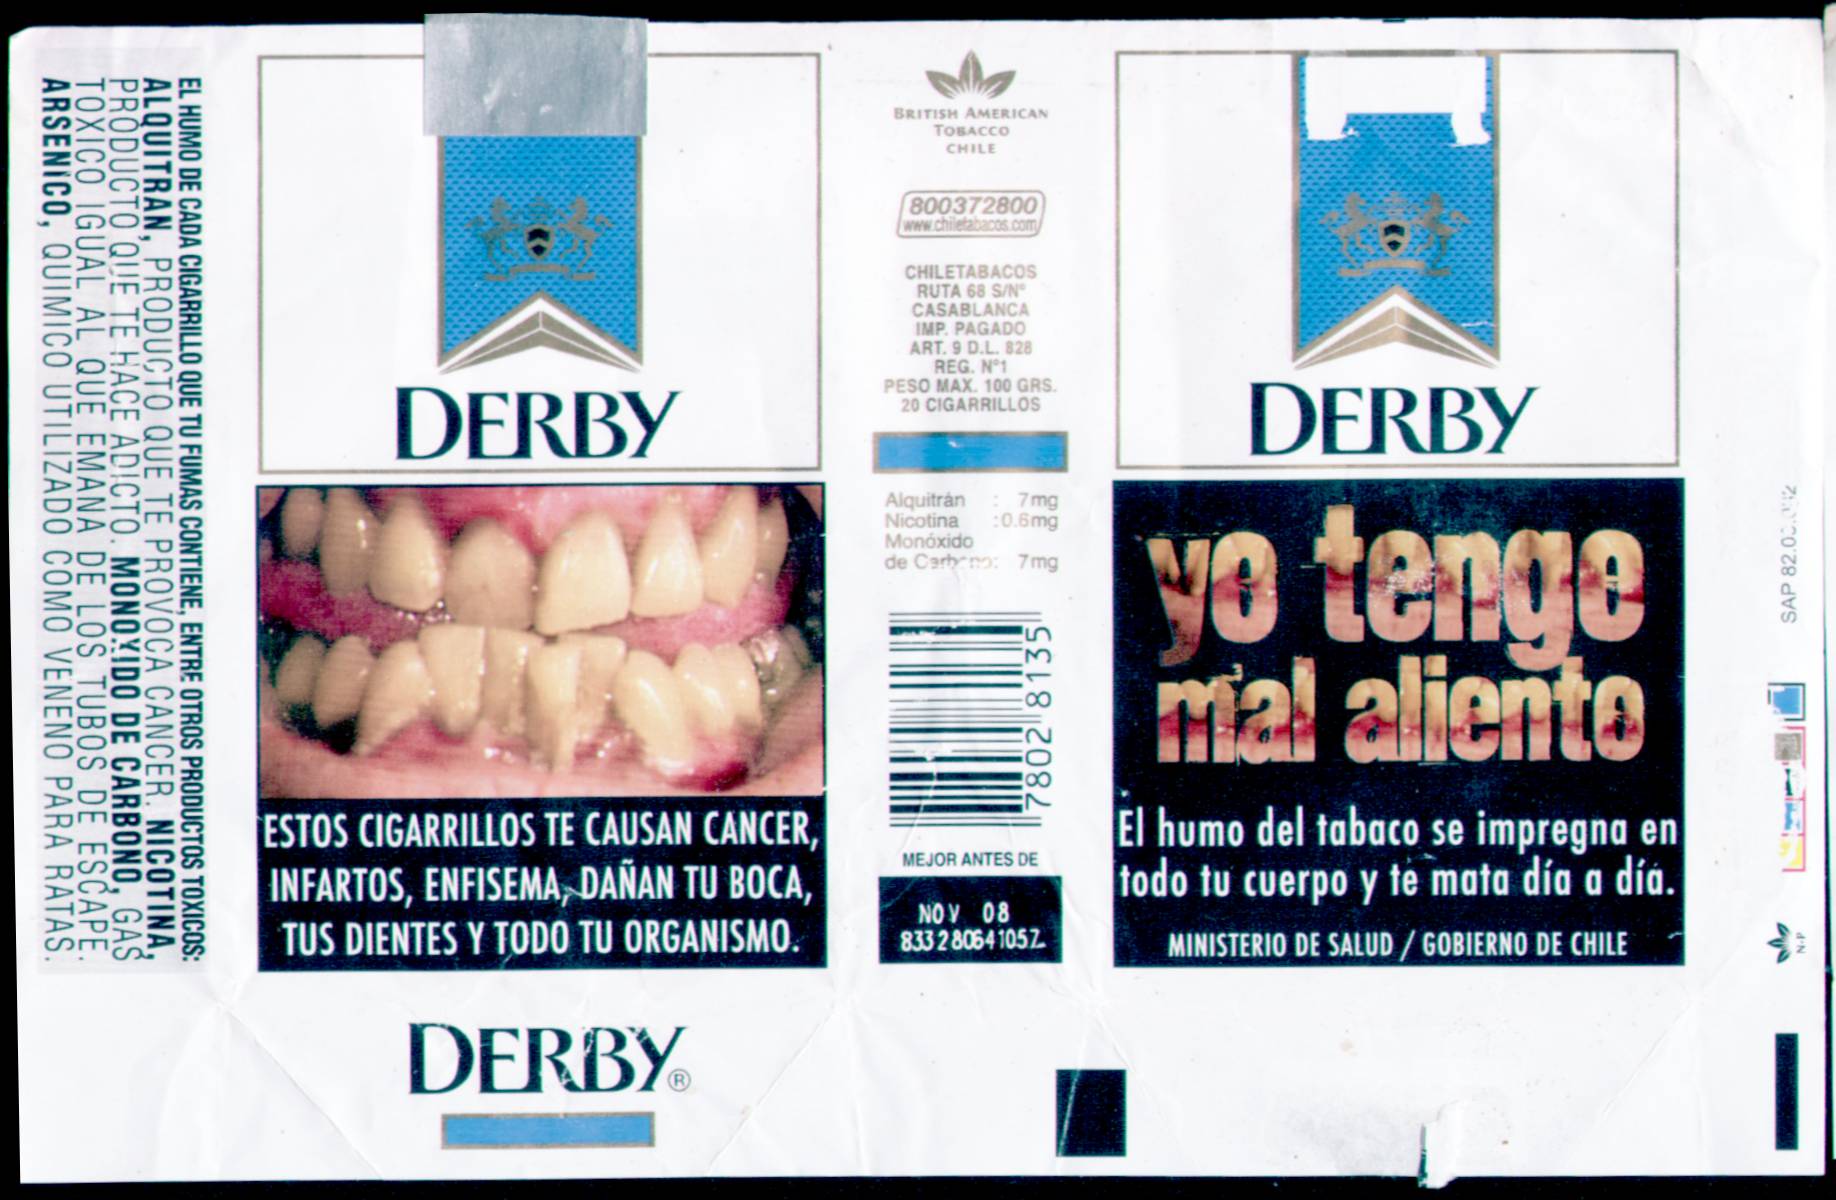 EL HUMO DE CADA CIGARRILLO QUE TU FUMAS CONTIENE, ENTRE OTROS PRODUCTOS TOXICOS:
ALQUITRAN, PRODUCTO QUE TE PROVOCA CANCER. NICOTINA,
PRODUCTO QUE TE HACE ADICTO. MONOXIDO DE CARBONO, GAS
TOXICO IGUAL AL QUE EMANA DE LOS TUBOS DE ESCAPE.
ARSENICO, QUIMICO UTILIZADO COMO VENENO PARA RATAS.
DERBY
ESTOS CIGARRILLOS TE CAUSAN CANCER,
INFARTOS, ENFISEMA, DAÑAN TU BOCA,
TUS DIENTES Y TODO TU ORGANISMO.
DERBY®
BRITISH AMERICAN
TOBACCO
CHILE
800372800
www.chiletabacos.com
CHILETABACOS
RUTA 68 S/Nº
CASABLANCA
IMP. PAGADO
ART. 9 D.L. 828
REG. Nº1
PESO MAX. 100 GRS.
20 CIGARRILLOS
Alquitrán : 7mg
Nicotina :0.6mg
Monóxido
de Carbono: 7mg
7802 8135
MEJOR ANTES DE
NOV 08
DERBY
yo tengo
mal aliento
El humo del tabaco se impregna en
todo tu cuerpo y te mata día a día.
MINISTERIO DE SALUD / GOBIERNO DE CHILE
SAP
N-P